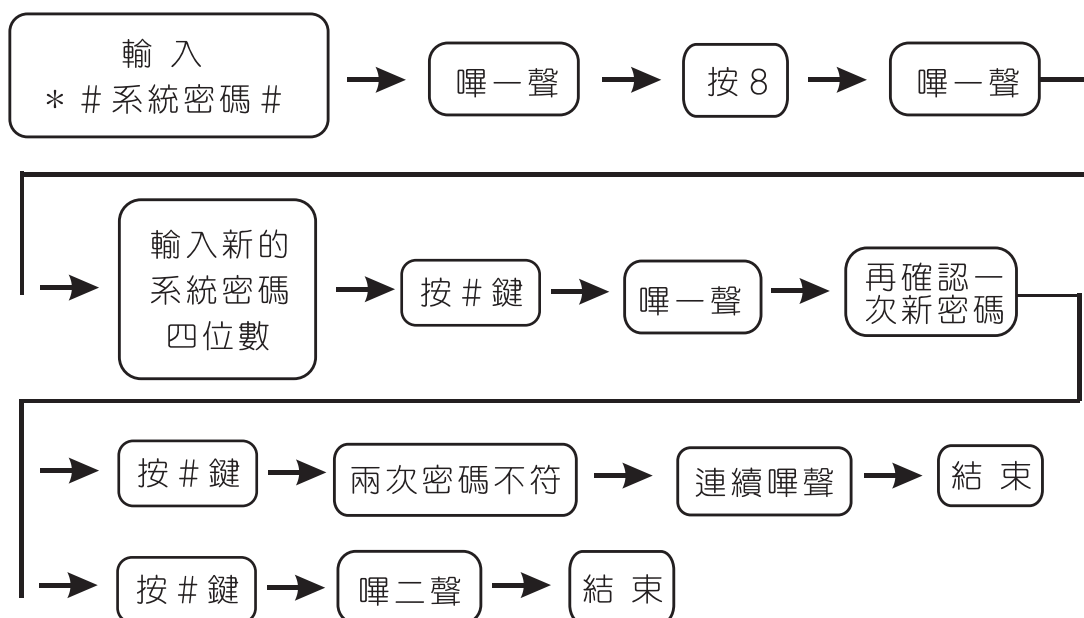 輸 入
* # 系統密碼 #
嗶一聲
按 8
嗶一聲
輸入新的
系統密碼
四位數
按 # 鍵
嗶一聲
再確認一
次新密碼
按 # 鍵
兩次密碼不符
連續嗶聲
結 束
按 # 鍵
嗶二聲
結 束